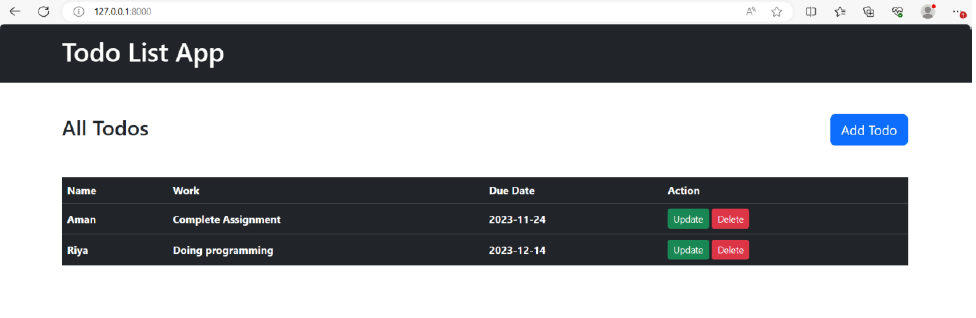 127.0.0.1:8000
Todo List App
All Todos
Add Todo
Name Work Due Date Action
Aman Complete Assignment 2023-11-24 Update Delete
Riya Doing programming 2023-12-14 Update Delete